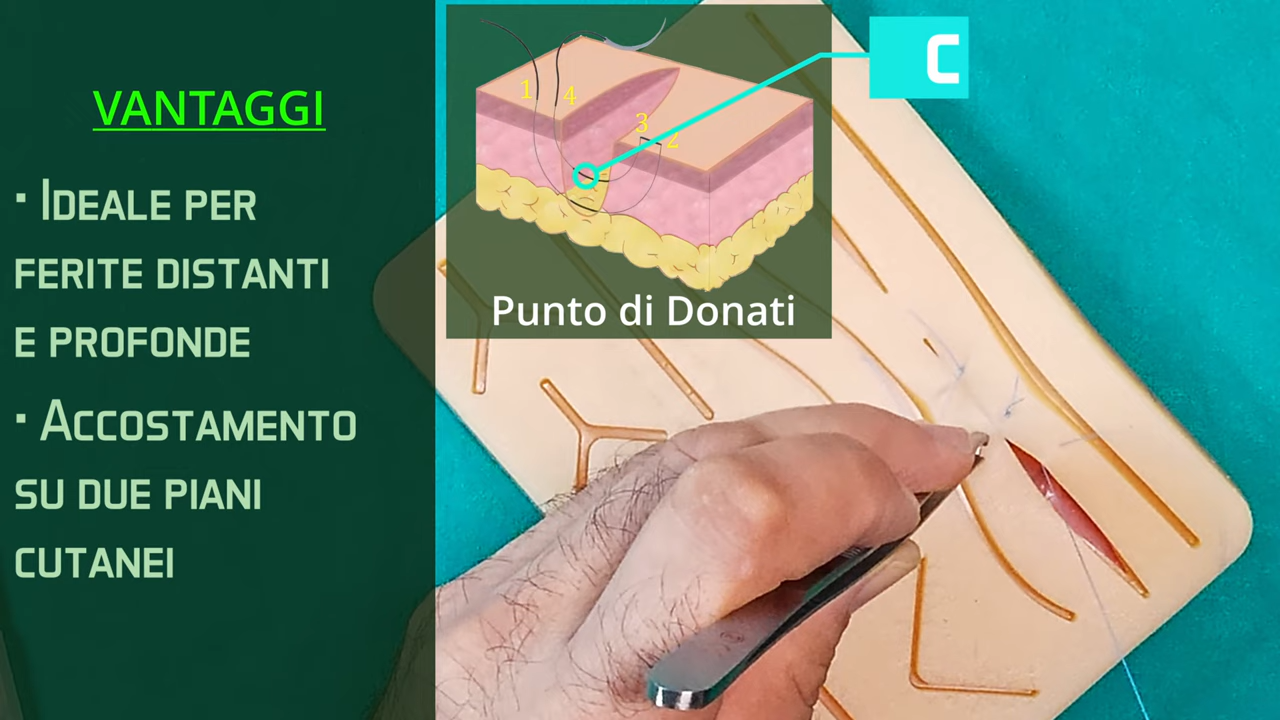 VANTAGGI
· IDEALE PER
FERITE DISTANTI
E PROFONDE
· ACCOSTAMENTO
SU DUE PIANI
CUTANEI
1
4
3
2
C
Punto di Donati